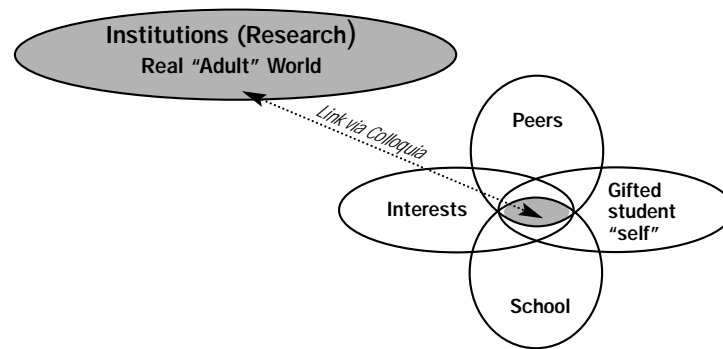 Institutions (Research)
Real “Adult” World
Link via Colloquia
Peers
Interests
Gifted
student
“self”
School